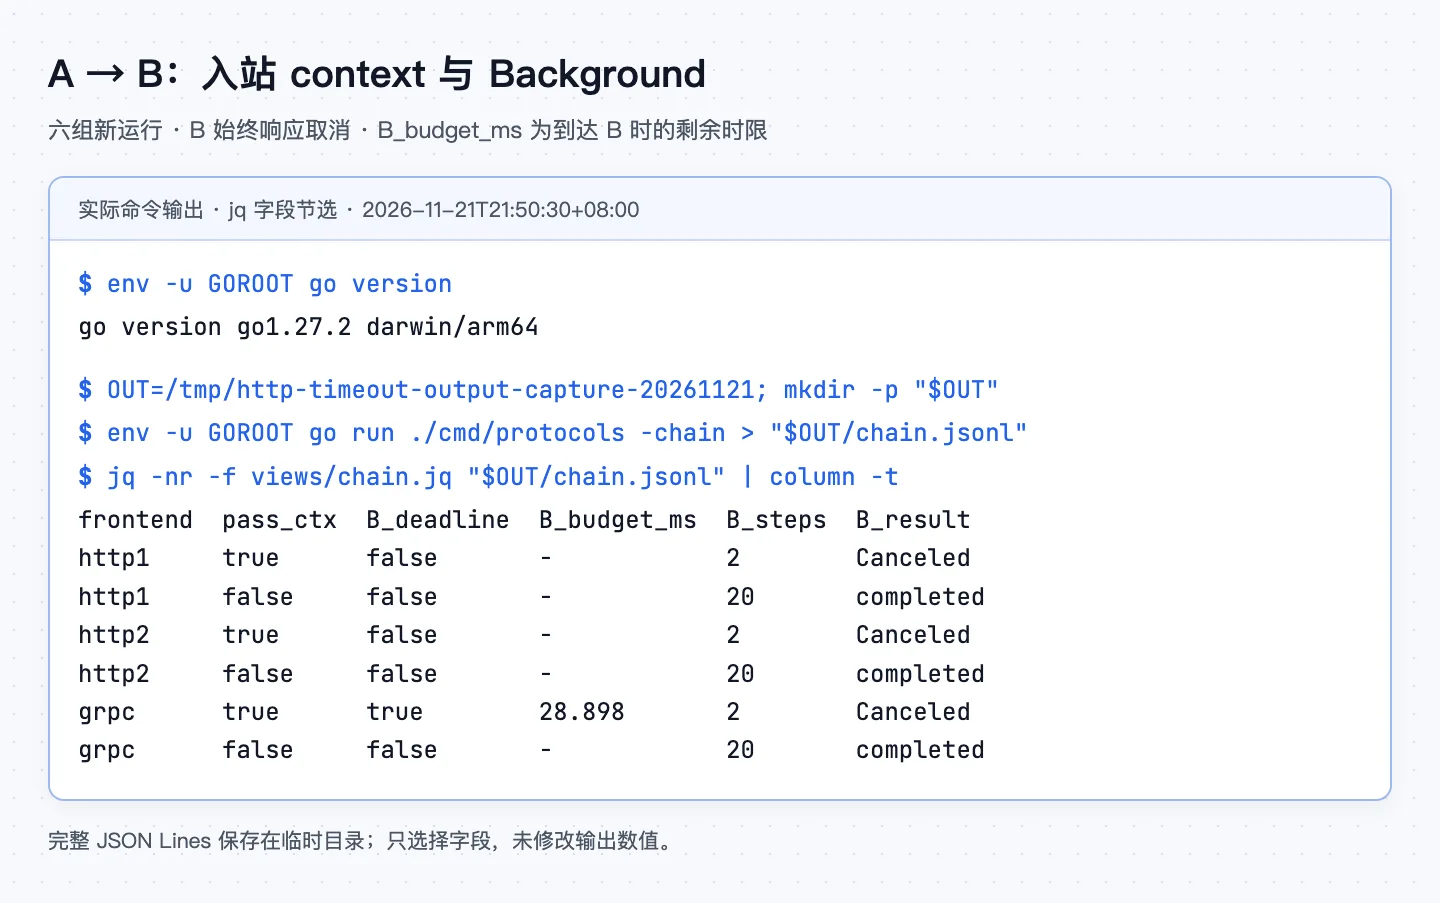 A → B：入站 context 与 Background
六组新运行 · B 始终响应取消 · B_budget_ms 为到达 B 时的剩余时限
实际命令输出 · jq 字段节选 · 2026-11-21T21:50:30+08:00
$ env -u GOROOT go version
go version go1.27.2 darwin/arm64
$ OUT=/tmp/http-timeout-output-capture-20261121; mkdir -p "$OUT"
$ env -u GOROOT go run ./cmd/protocols -chain > "$OUT/chain.jsonl"
$ jq -nr -f views/chain.jq "$OUT/chain.jsonl" | column -t
frontend  pass_ctx  B_deadline  B_budget_ms  B_steps  B_result
http1     true      false       -            2        Canceled
http1     false     false       -            20       completed
http2     true      false       -            2        Canceled
http2     false     false       -            20       completed
grpc      true      true        28.898       2        Canceled
grpc      false     false       -            20       completed
完整 JSON Lines 保存在临时目录；只选择字段，未修改输出数值。